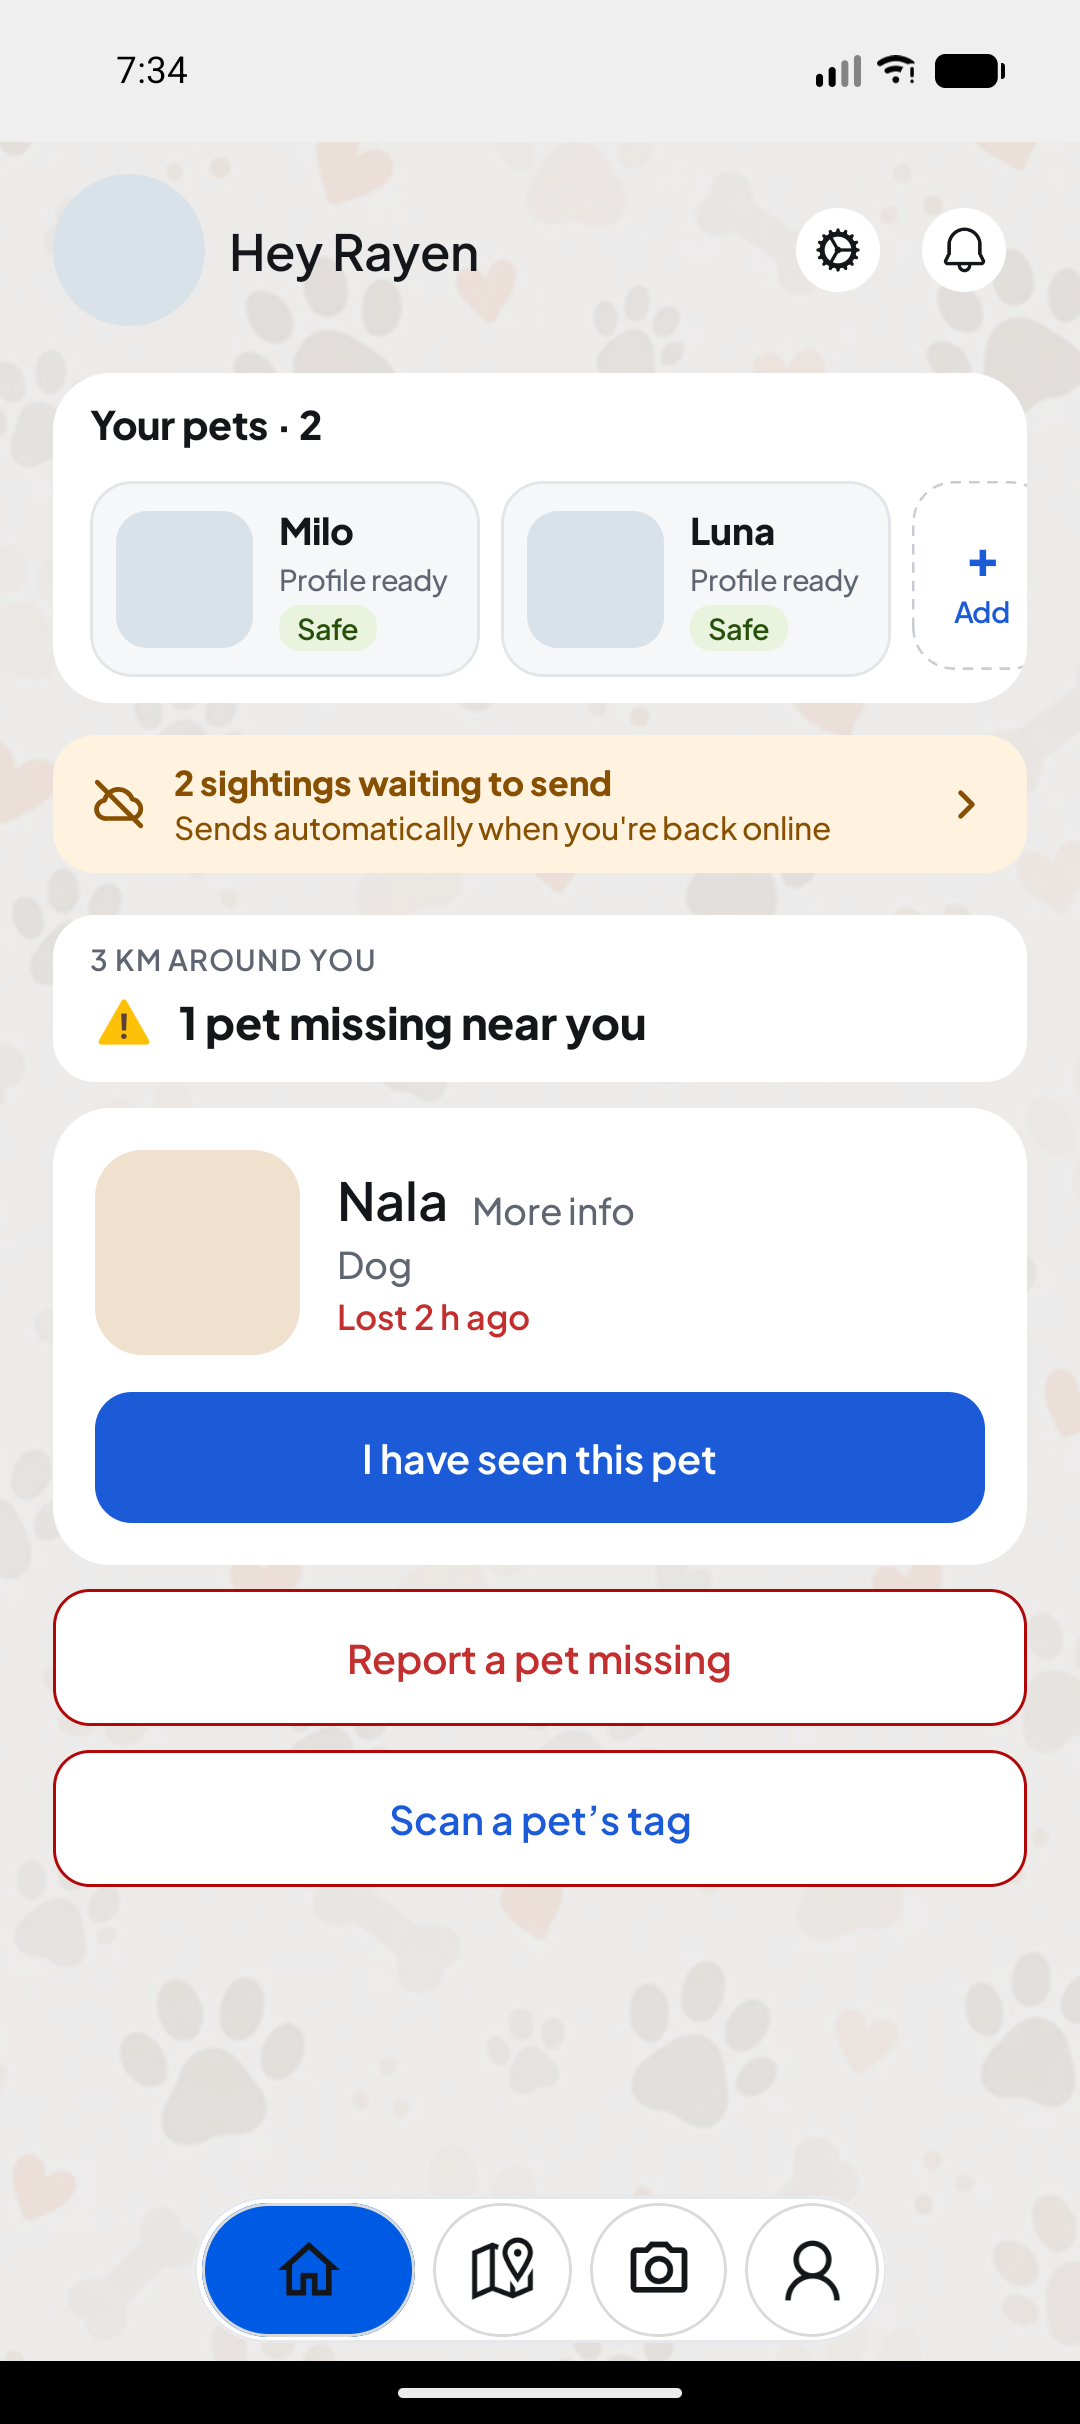 7:34
Hey Rayen
Your pets · 2
Milo
Profile ready
Safe
Luna
Profile ready
Safe
+
Add
2 sightings waiting to send
Sends automatically when you're back online
3 KM AROUND YOU
1 pet missing near you
Nala More info
Dog
Lost 2 h ago
I have seen this pet
Report a pet missing
Scan a pet’s tag